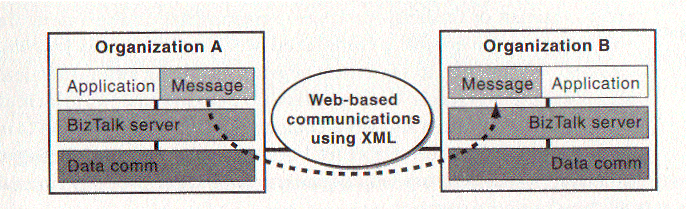 Organization A
Application
Message
BizTalk server
Data comm
Web-based
communications
using XML
Organization B
Message
Application
BizTalk server
Data comm